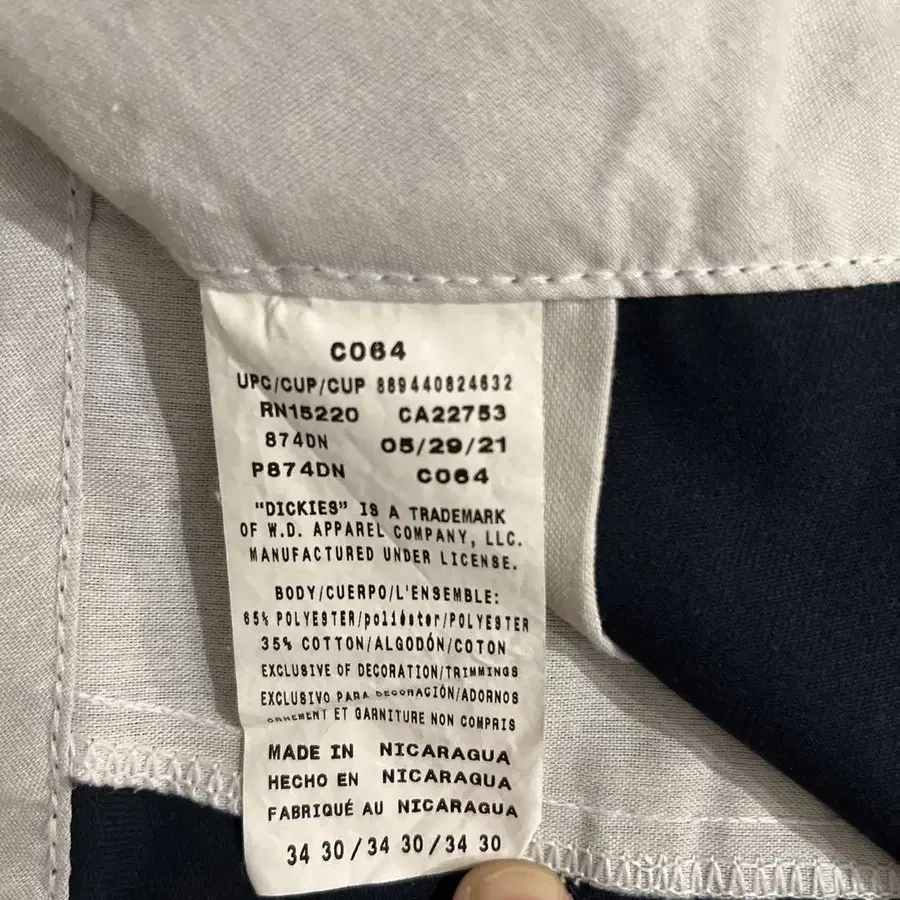 C064
UPC/CUP/CUP 889440824632
RN15220 CA22753
874DN 05/29/21
P874DN C064
"DICKIES" IS A TRADEMARK
OF W.D. APPAREL COMPANY, LLC.
MANUFACTURED UNDER LICENSE.
BODY/CUERPO/L'ENSEMBLE:
65% POLYESTER/poliéster/POLYESTER
35% COTTON/ALGODÓN/COTON
EXCLUSIVE OF DECORATION/TRIMMINGS
EXCLUSIVO PARA DECORACIÓN/ADORNOS
ORNEMENT ET GARNITURE NON COMPRIS
MADE IN NICARAGUA
HECHO EN NICARAGUA
FABRIQUÉ AU NICARAGUA
34 30/34 30/34 30